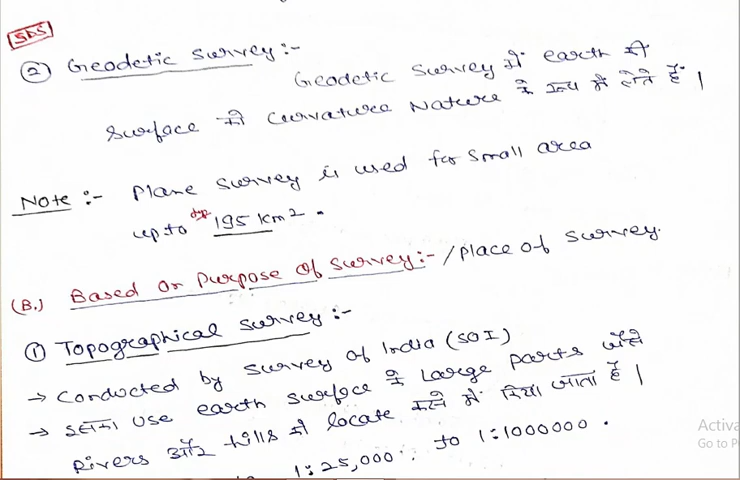 SDS
② Geodetic Survey:-
Geodetic Survey में earth की
surface को Curvature Nature के रूप में लेते हैं।
Note:- Plane survey is used for small area
up to 195 km2.
(B.) Based on Purpose of survey:- /place of survey.
① Topographical survey:-
→ Conducted by Survey of India (SOI)
→ इसका use earth surface के Large parts जैसे
Rivers और hills को locate करने में किया जाता है।
1:25,000 to 1:1000000.
Activa
Go to P